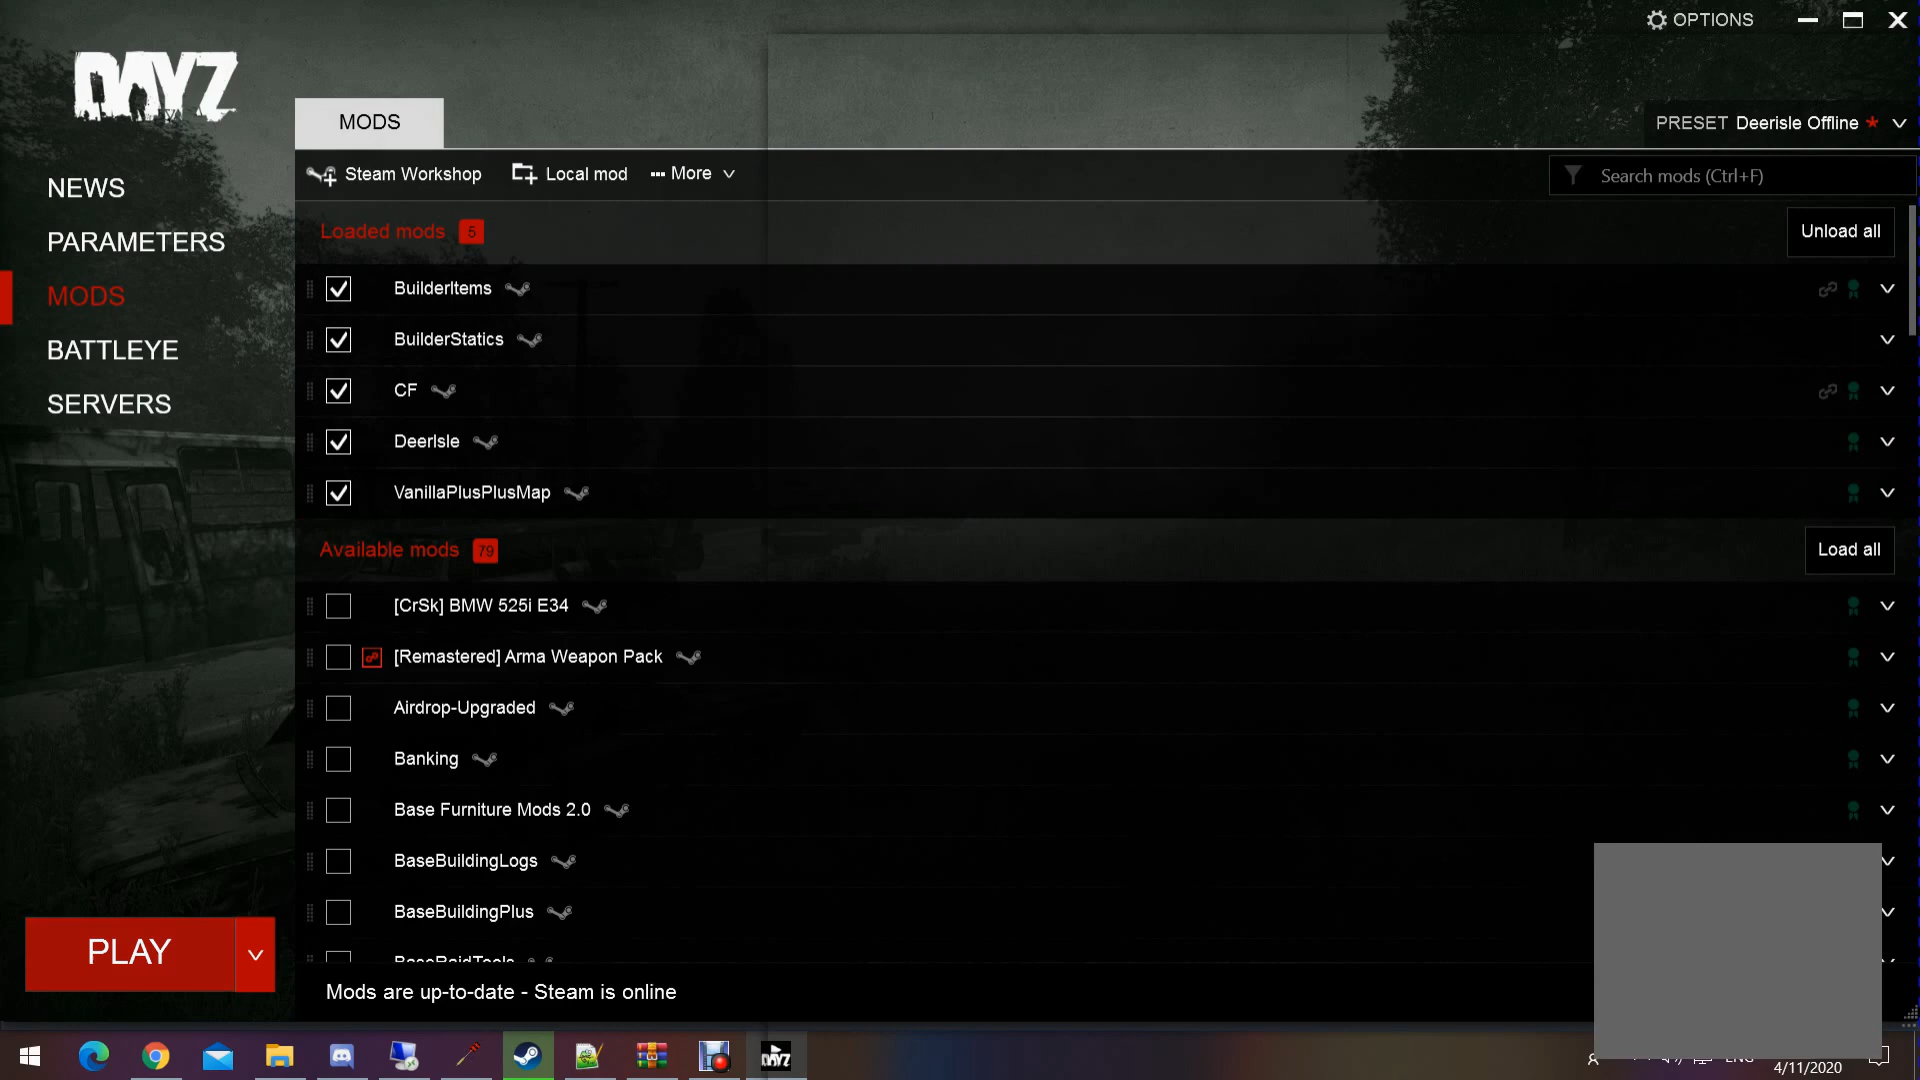 OPTIONS
DAYZ
MODS
PRESET Deerisle Offline *
NEWS
PARAMETERS
MODS
BATTLEYE
SERVERS
Steam Workshop
Local mod
More
Search mods (Ctrl+F)
Loaded mods 5
Unload all
BuilderItems
BuilderStatics
CF
DeerIsle
VanillaPlusPlusMap
Available mods 79
Load all
[CrSk] BMW 525i E34
[Remastered] Arma Weapon Pack
Airdrop-Upgraded
Banking
Base Furniture Mods 2.0
BaseBuildingLogs
BaseBuildingPlus
BaseRaidTools
PLAY
Mods are up-to-date - Steam is online
DAYZ
ENG
4/11/2020